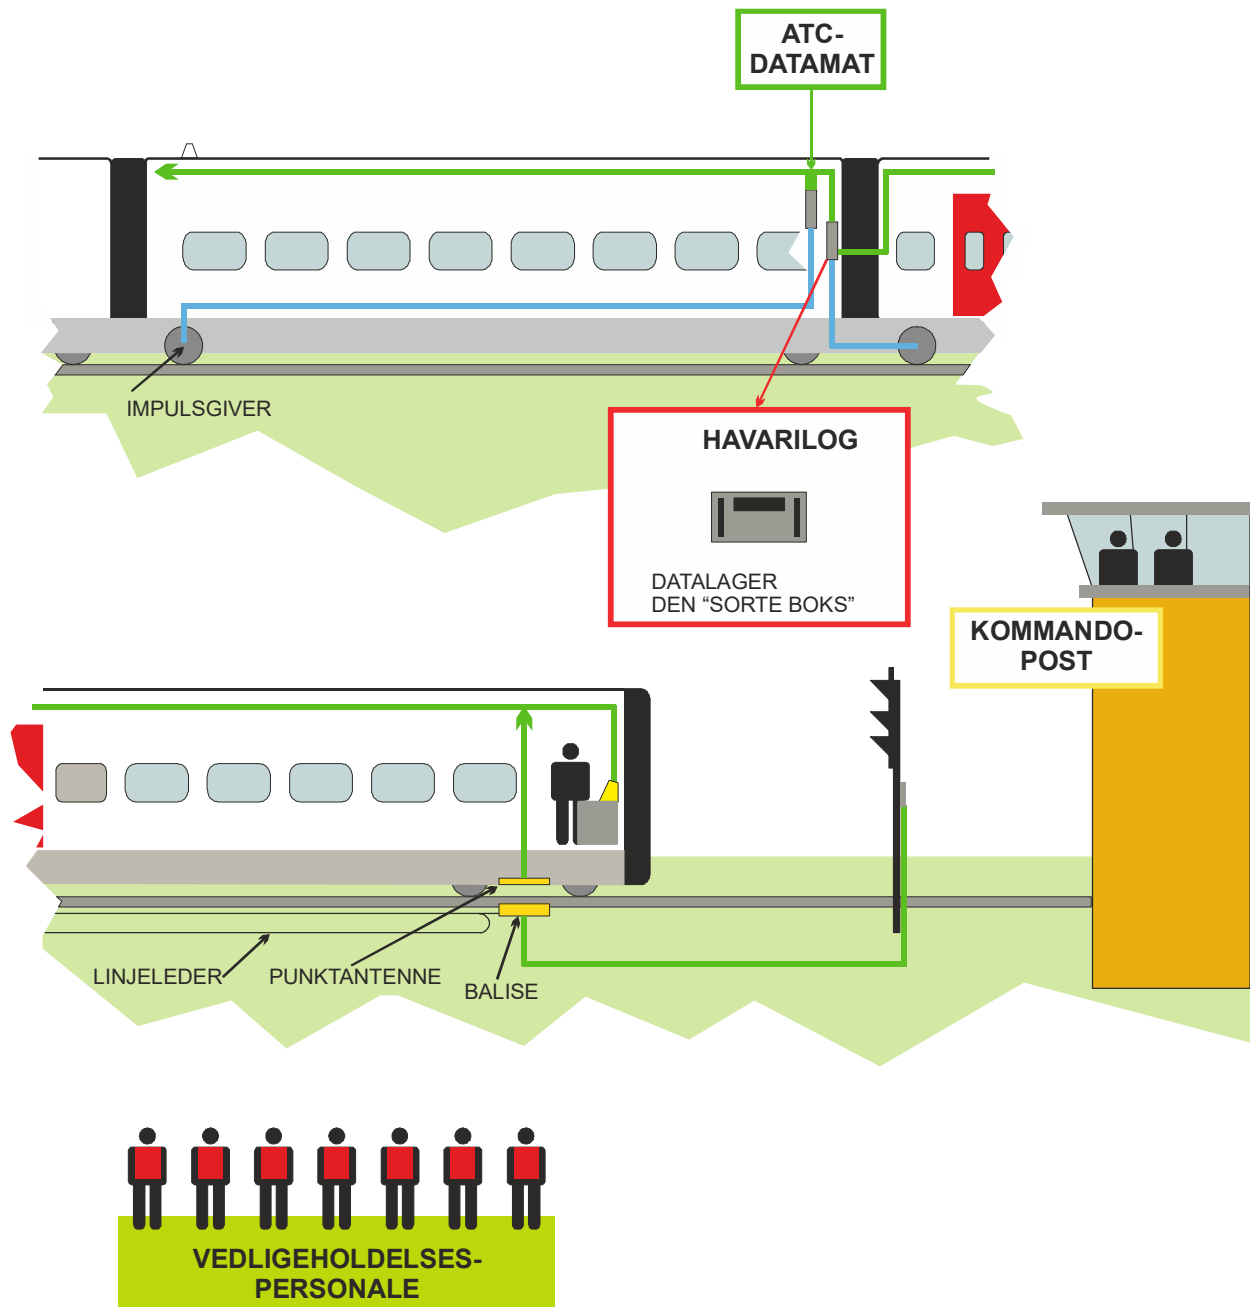 ATC-
DATAMAT
IMPULSGIVER
HAVARILOG
DATALAGER
DEN “SORTE BOKS”
KOMMANDO-
POST
LINJELEDER
PUNKTANTENNE
BALISE
VEDLIGEHOLDELSES-
PERSONALE